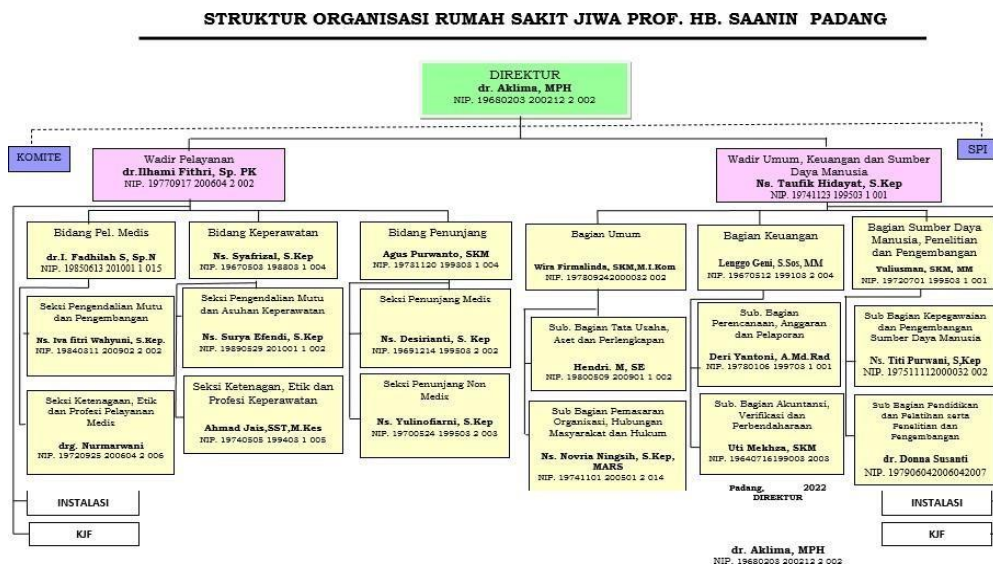 STRUKTUR ORGANISASI RUMAH SAKIT JIWA PROF. HB. SAANIN PADANG
DIREKTUR
dr. Aklima, MPH
NIP. 19680203 200212 2 002
KOMITE
SPI
Wadir Pelayanan
dr.Ilhami Fithri, Sp. PK
NIP. 19770917 200604 2 002
Wadir Umum, Keuangan dan Sumber
Daya Manusia
Ns. Taufik Hidayat, S.Kep
NIP. 19741123 199503 1 001
Bidang Pel. Medis
dr.I. Fadhilah S, Sp.N
NIP. 19850613 201001 1 015
Seksi Pengendalian Mutu
dan Pengembangan
Ns. Iva fitri Wahyuni, S.Kep.
NIP. 19840311 200902 2 002
Seksi Ketenagaan, Etik
dan Profesi Pelayanan
Medis
drg. Nurmarwani
NIP. 19720925 200604 2 006
INSTALASI
KJF
Bidang Keperawatan
Ns. Syafrizal, S.Kep
NIP. 19670503 198803 1 004
Seksi Pengendalian Mutu
dan Asuhan Keperawatan
Ns. Surya Efendi, S.Kep
NIP. 19890529 201001 1 002
Seksi Ketenagan, Etik dan
Profesi Keperawatan
Ahmad Jais,SST,M.Kes
NIP. 19740505 199403 1 005
Bidang Penunjang
Agus Purwanto, SKM
NIP. 19731120 199303 1 004
Seksi Penunjang Medis
Ns. Desirianti, S. Kep
NIP. 19691214 199503 2 002
Seksi Penunjang Non
Medis
Ns. Yulinofiarni, S.Kep
NIP. 19700524 199503 2 003
Bagian Umum
Wira Firmalinda, SKM,M.I.Kom
NIP. 197809242000032 002
Sub. Bagian Tata Usaha,
Aset dan Perlengkapan
Hendri. M, SE
NIP. 19800809 200901 1 002
Sub Bagian Pemasaran
Organisasi, Hubungan
Masyarakat dan Hukum
Ns. Novria Ningsih, S.Kep,
MARS
NIP. 19741101 200501 2 014
Bagian Keuangan
Lenggo Geni, S.Sos, MM
NIP. 19670512 199103 2 004
Sub. Bagian
Perencanaan, Anggaran
dan Pelaporan
Deri Yantoni, A.Md.Rad
NIP. 19780106 199703 1 001
Sub. Bagian Akuntansi,
Verifikasi dan
Perbendaharaan
Uti Mekhza, SKM
NIP. 19640716199003 2003
Bagian Sumber Daya
Manusia, Penelitian
dan Pengembangan
Yuliusman, SKM, MM
NIP. 19720701 199503 1 001
Sub Bagian Kepegawaian
dan Pengembangan
Sumber Daya Manusia
Ns. Titi Purwani, S,Kep
NIP. 197511112000032 002
Sub Bagian Pendidikan
dan Pelatihan serta
Penelitian dan
Pengembangan
dr. Donna Susanti
NIP. 197906042006042007
INSTALASI
KJF
Padang, 2022
DIREKTUR
dr. Aklima, MPH
NIP. 19680203 200212 2 002